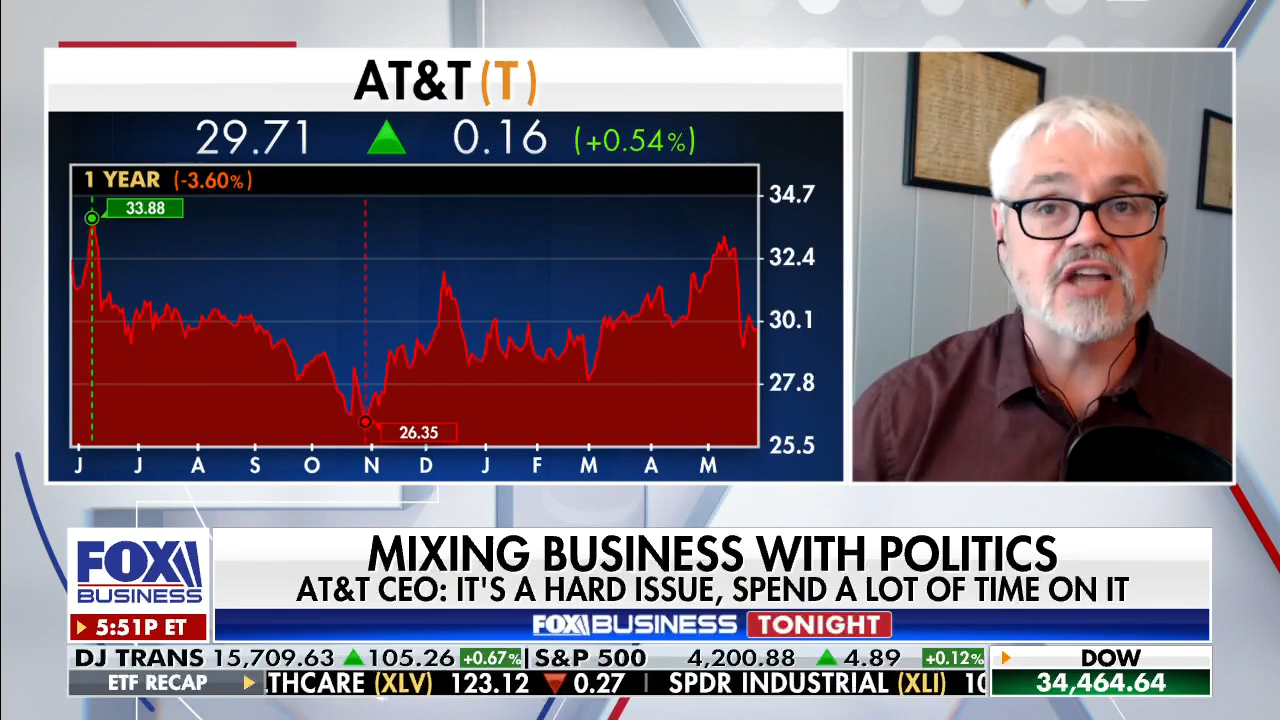 AT&T (T)
29.71 0.16 (+0.54%)
1 YEAR (-3.60%)
33.88
26.35
34.7
32.4
30.1
27.8
25.5
J J A S O N D J F M A M
FOX BUSINESS
5:51P ET
MIXING BUSINESS WITH POLITICS
AT&T CEO: IT'S A HARD ISSUE, SPEND A LOT OF TIME ON IT
FOX BUSINESS TONIGHT
DJ TRANS 15,709.63 105.26 +0.67% S&P 500 4,200.88 4.89 +0.12%
DOW
34,464.64
ETF RECAP THCARE (XLV) 123.12 0.27 SPDR INDUSTRIAL (XLI) 10